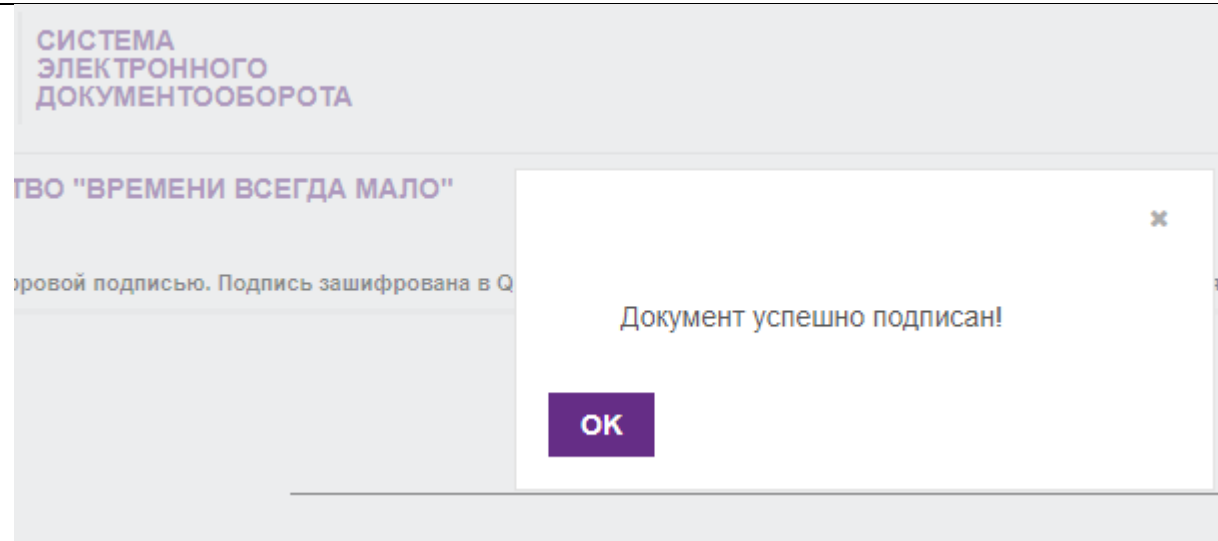 СИСТЕМА
ЭЛЕКТРОННОГО
ДОКУМЕНТООБОРОТА
ТВО "ВРЕМЕНИ ВСЕГДА МАЛО"
ровой подписью. Подпись зашифрована в Q
Документ успешно подписан!
OK